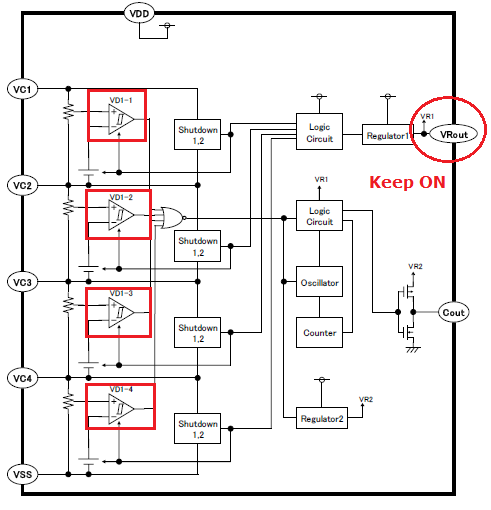 VDD
VC1
VD1-1
Shutdown
1,2
Logic
Circuit
Regulator1
VR1
VRout
Keep ON
VC2
VD1-2
VR1
Logic
Circuit
Shutdown
1,2
VR2
VC3
VD1-3
Oscillator
Shutdown
1,2
Counter
Cout
VC4
VD1-4
Shutdown
1,2
Regulator2
VR2
VSS